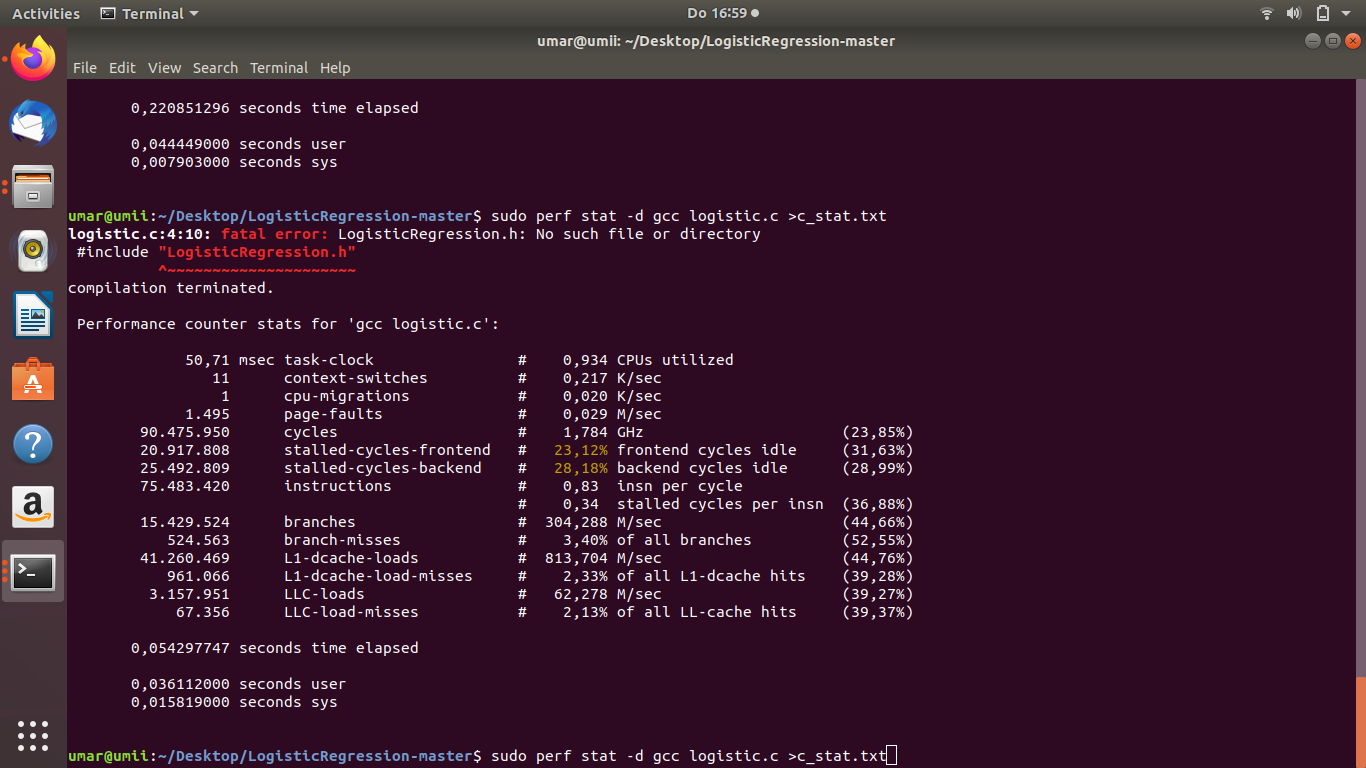 Activities Terminal Do 16:59
umar@umii: ~/Desktop/LogisticRegression-master
File Edit View Search Terminal Help
0,220851296 seconds time elapsed
0,044449000 seconds user
0,007903000 seconds sys
umar@umii:~/Desktop/LogisticRegression-master$ sudo perf stat -d gcc logistic.c >c_stat.txt
logistic.c:4:10: fatal error: LogisticRegression.h: No such file or directory
#include "LogisticRegression.h"
^~~~~~~~~~~~~~~~~~~~~~
compilation terminated.
Performance counter stats for 'gcc logistic.c':
50,71 msec task-clock # 0,934 CPUs utilized
11 context-switches # 0,217 K/sec
1 cpu-migrations # 0,020 K/sec
1.495 page-faults # 0,029 M/sec
90.475.950 cycles # 1,784 GHz (23,85%)
20.917.808 stalled-cycles-frontend # 23,12% frontend cycles idle (31,63%)
25.492.809 stalled-cycles-backend # 28,18% backend cycles idle (28,99%)
75.483.420 instructions # 0,83 insn per cycle
# 0,34 stalled cycles per insn (36,88%)
15.429.524 branches # 304,288 M/sec (44,66%)
524.563 branch-misses # 3,40% of all branches (52,55%)
41.260.469 L1-dcache-loads # 813,704 M/sec (44,76%)
961.066 L1-dcache-load-misses # 2,33% of all L1-dcache hits (39,28%)
3.157.951 LLC-loads # 62,278 M/sec (39,27%)
67.356 LLC-load-misses # 2,13% of all LL-cache hits (39,37%)
0,054297747 seconds time elapsed
0,036112000 seconds user
0,015819000 seconds sys
umar@umii:~/Desktop/LogisticRegression-master$ sudo perf stat -d gcc logistic.c >c_stat.txt